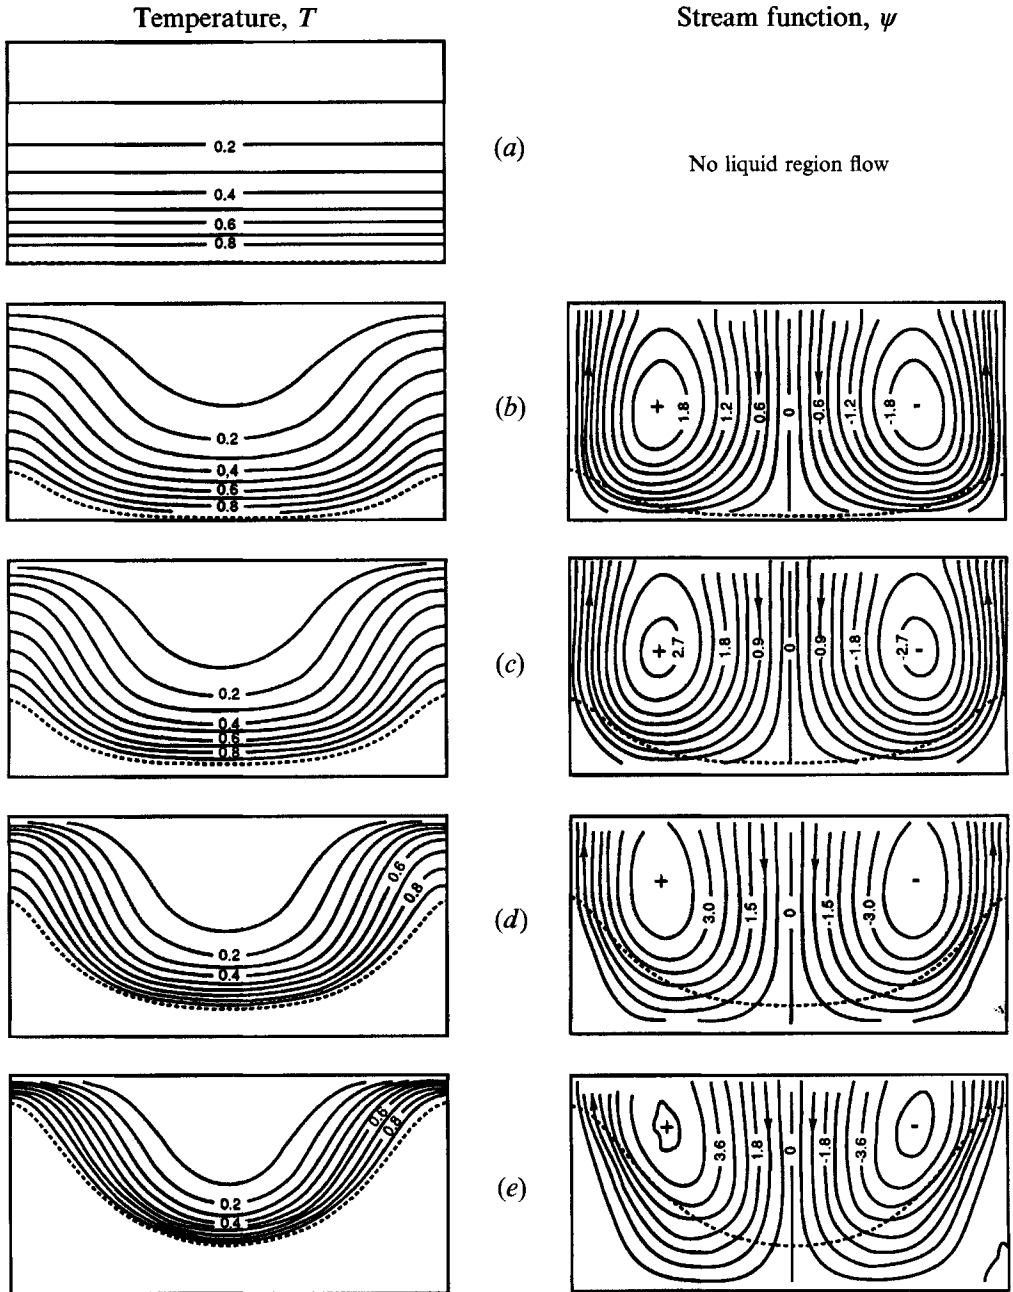 Temperature, T
Stream function, ψ
0.2
0.4
0.6
0.8
(a)
No liquid region flow
0.2
0.4
0.6
0.8
(b)
+ 1.8 1.2 0.6 0 -0.6 -1.2 -1.8 -
0.2
0.4
0.6
0.8
(c)
+ 2.7 1.8 0.9 0 -0.9 -1.8 -2.7 -
0.6
0.8
0.2
0.4
(d)
+ 3.0 1.5 0 -1.5 -3.0 -
0.6
0.8
0.2
0.4
(e)
+ 3.6 1.8 0 -1.8 -3.6 -